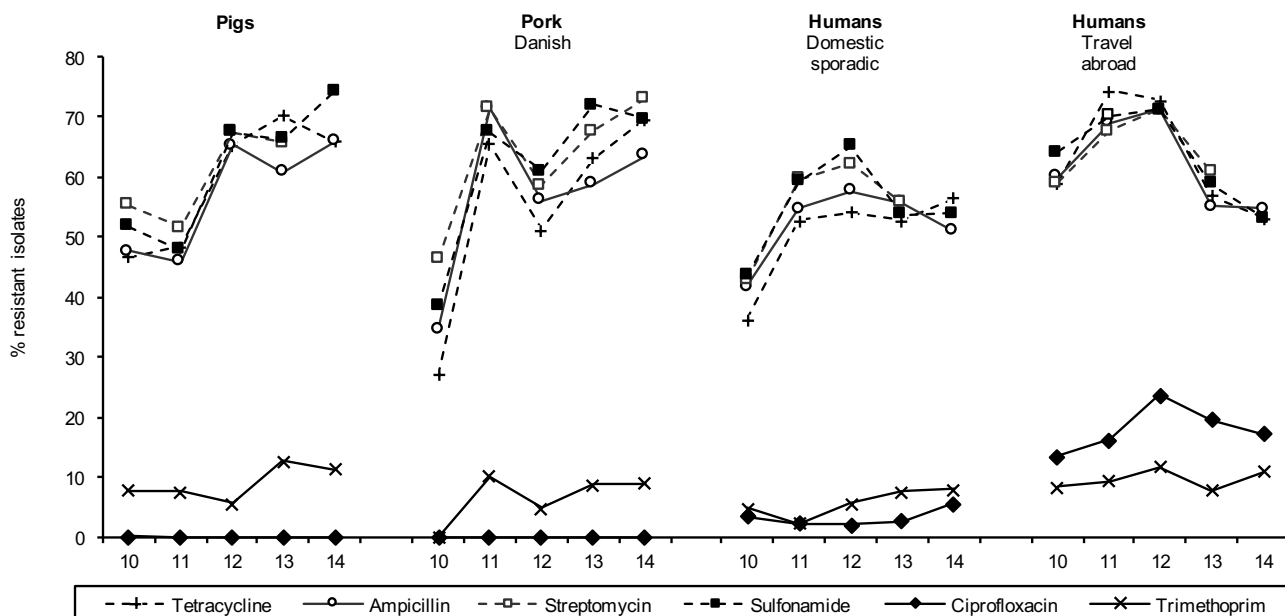 Pigs
Pork
Danish
Humans
Domestic
sporadic
Humans
Travel
abroad
% resistant isolates
80
70
60
50
40
30
20
10
0
10 11 12 13 14 10 11 12 13 14 10 11 12 13 14 10 11 12 13 14
Tetracycline Ampicillin Streptomycin Sulfonamide Ciprofloxacin Trimethoprim